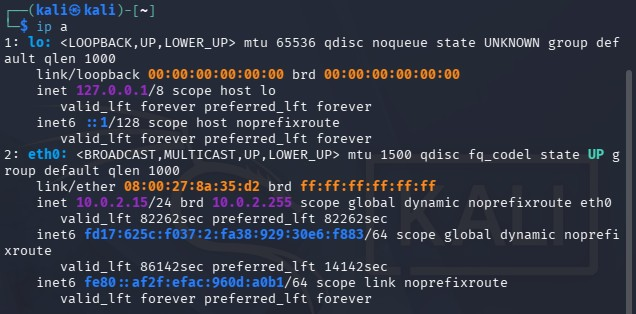 ┌──(kali㉿kali)-[~]
└─$ ip a
1: lo: <LOOPBACK,UP,LOWER_UP> mtu 65536 qdisc noqueue state UNKNOWN group def
ault qlen 1000
    link/loopback 00:00:00:00:00:00 brd 00:00:00:00:00:00
    inet 127.0.0.1/8 scope host lo
       valid_lft forever preferred_lft forever
    inet6 ::1/128 scope host noprefixroute
       valid_lft forever preferred_lft forever
2: eth0: <BROADCAST,MULTICAST,UP,LOWER_UP> mtu 1500 qdisc fq_codel state UP g
roup default qlen 1000
    link/ether 08:00:27:8a:35:d2 brd ff:ff:ff:ff:ff:ff
    inet 10.0.2.15/24 brd 10.0.2.255 scope global dynamic noprefixroute eth0
       valid_lft 82262sec preferred_lft 82262sec
    inet6 fd17:625c:f037:2:fa38:929:30e6:f883/64 scope global dynamic noprefi
xroute
       valid_lft 86142sec preferred_lft 14142sec
    inet6 fe80::af2f:efac:960d:a0b1/64 scope link noprefixroute
       valid_lft forever preferred_lft forever
KALI